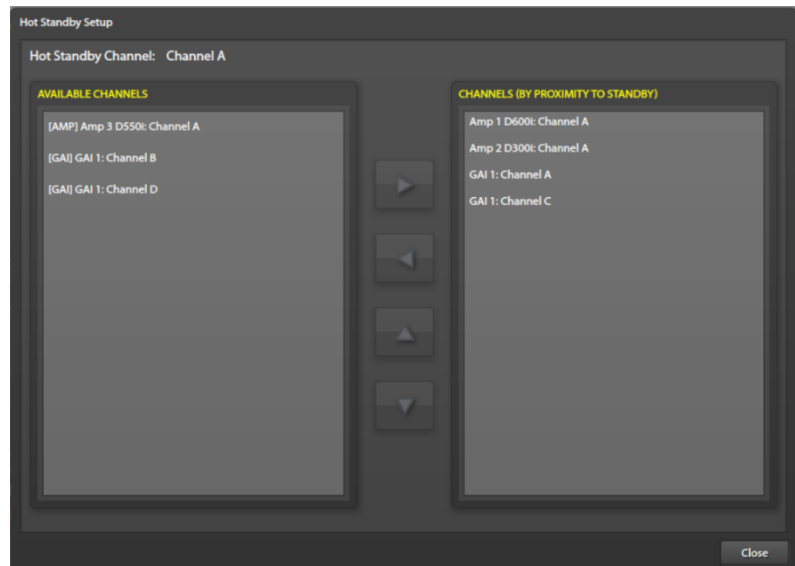 Hot Standby Setup
Hot Standby Channel: Channel A
AVAILABLE CHANNELS
[AMP] Amp 3 D550i: Channel A
[GAI] GAI 1: Channel B
[GAI] GAI 1: Channel D
CHANNELS (BY PROXIMITY TO STANDBY)
Amp 1 D600i: Channel A
Amp 2 D300i: Channel A
GAI 1: Channel A
GAI 1: Channel C
Close